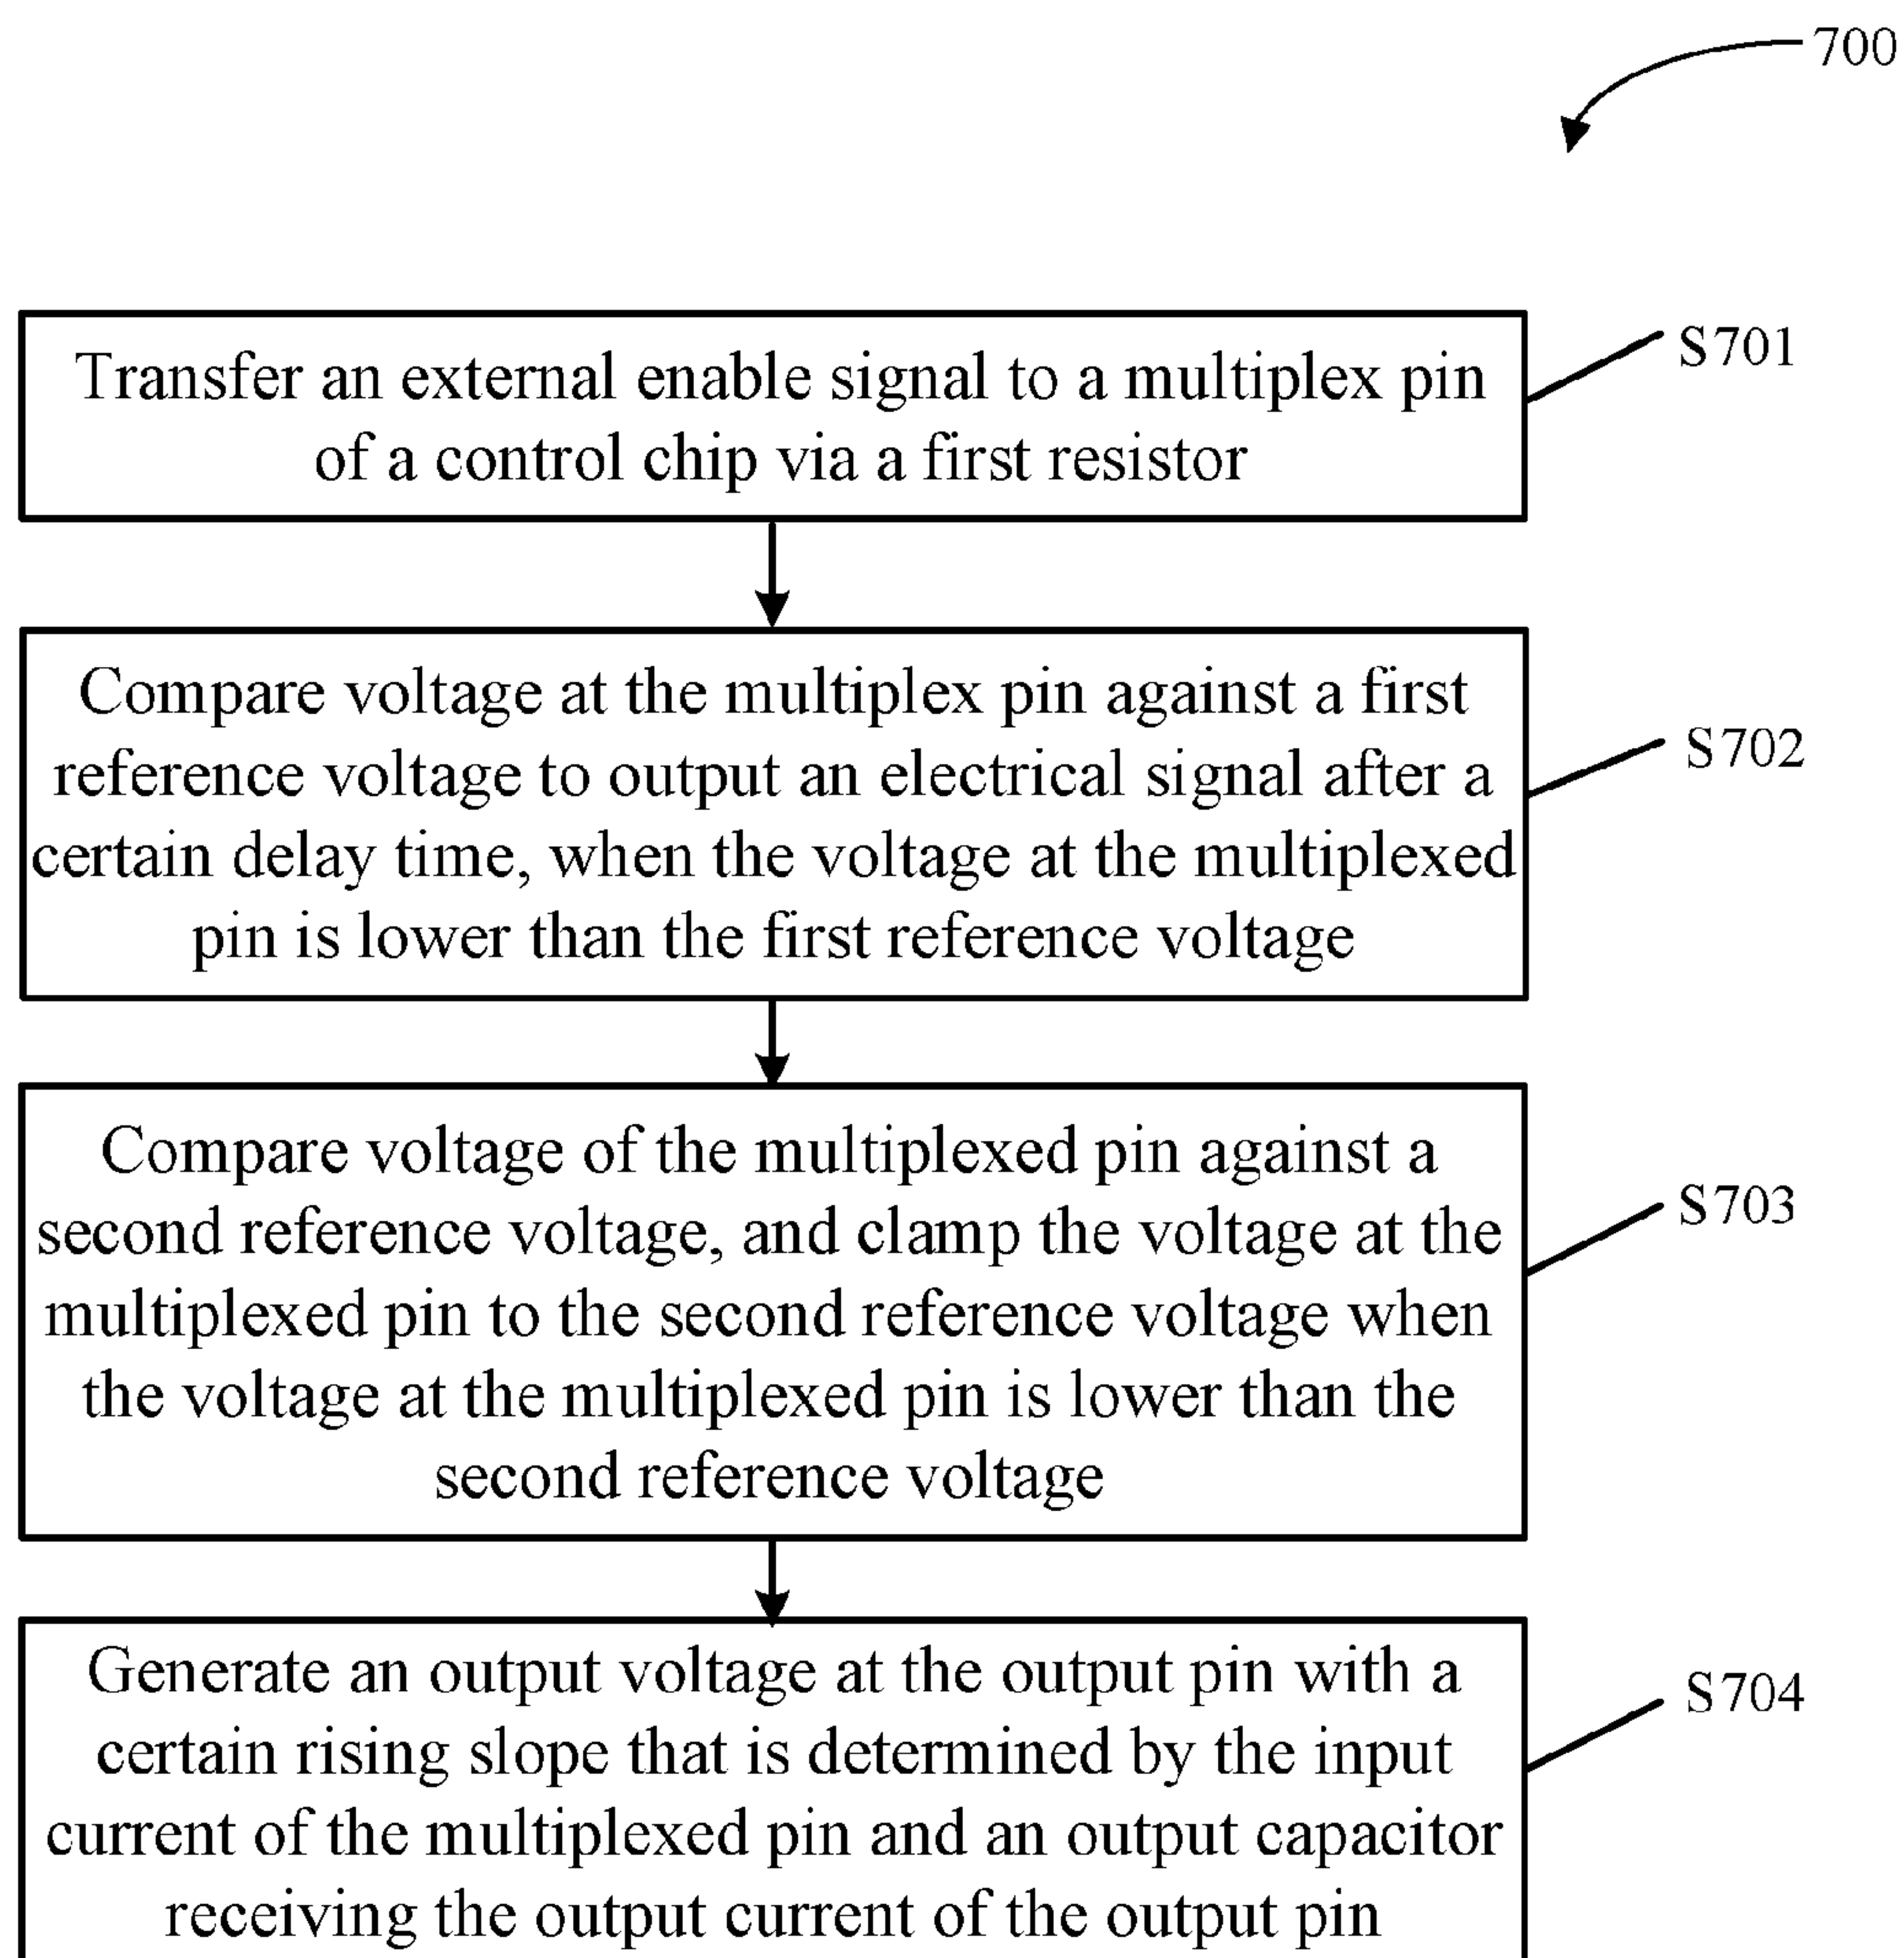 700
Transfer an external enable signal to a multiplex pin
of a control chip via a first resistor
S701
Compare voltage at the multiplex pin against a first
reference voltage to output an electrical signal after a
certain delay time, when the voltage at the multiplexed
pin is lower than the first reference voltage
S702
Compare voltage of the multiplexed pin against a
second reference voltage, and clamp the voltage at the
multiplexed pin to the second reference voltage when
the voltage at the multiplexed pin is lower than the
second reference voltage
S703
Generate an output voltage at the output pin with a
certain rising slope that is determined by the input
current of the multiplexed pin and an output capacitor
receiving the output current of the output pin
S704